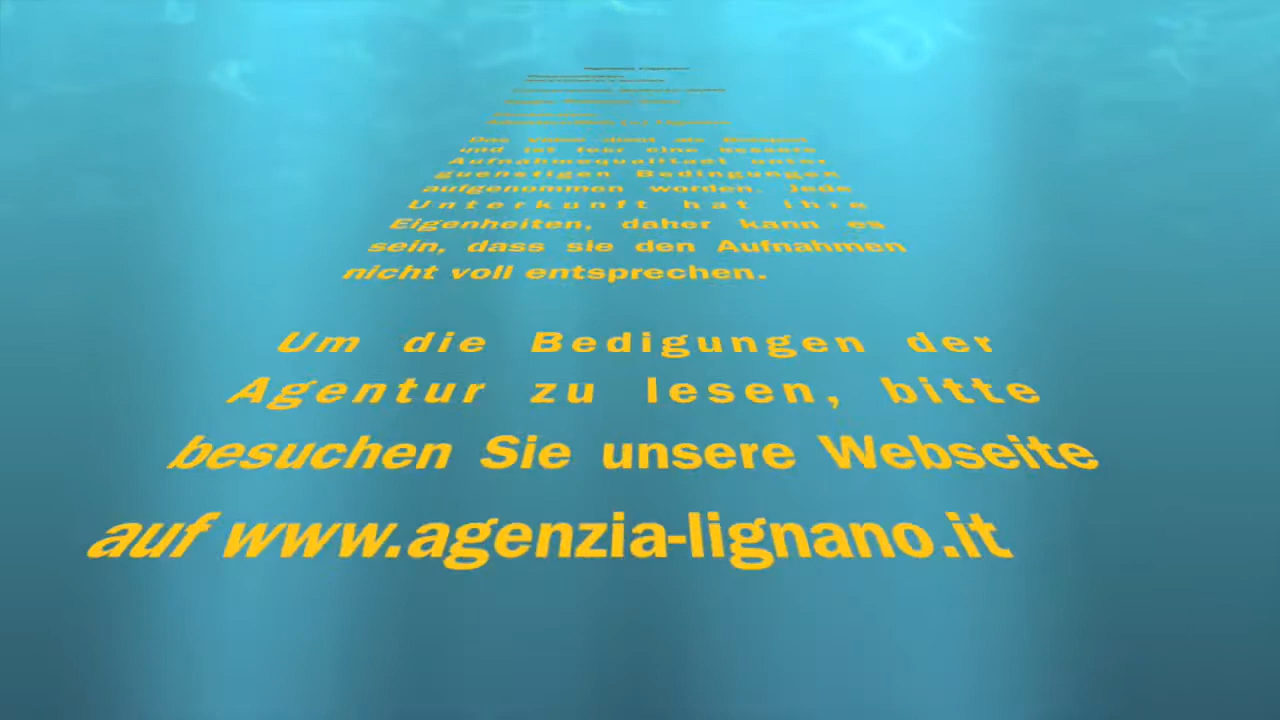 Das Video dient als Beispiel
und ist fuer eine bessere
Aufnahmequalitaet unter
guenstigen Bedingungen
aufgenommen worden. Jede
Unterkunft hat ihre
Eigenheiten, daher kann es
sein, dass sie den Aufnahmen
nicht voll entsprechen.
Um die Bedigungen der
Agentur zu lesen, bitte
besuchen Sie unsere Webseite
auf www.agenzia-lignano.it